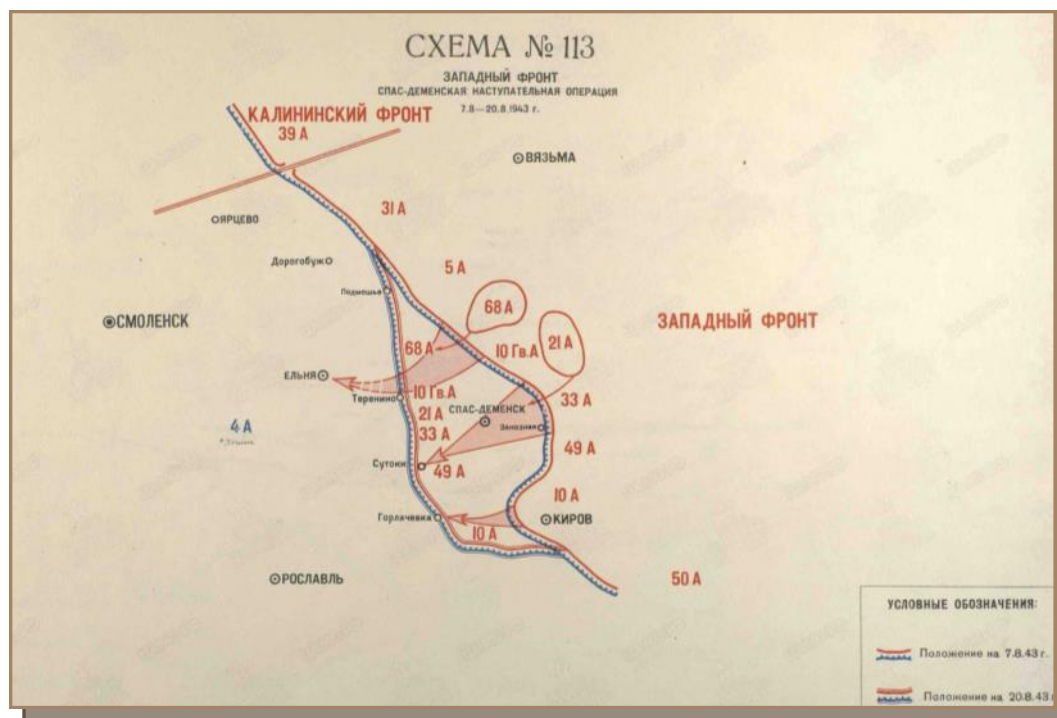 СХЕМА № 113
ЗАПАДНЫЙ ФРОНТ
СПАС-ДЕМЕНСКАЯ НАСТУПАТЕЛЬНАЯ ОПЕРАЦИЯ
7.8—20.8.1943 г.
КАЛИНИНСКИЙ ФРОНТ
39 А
ВЯЗЬМА
31 А
ЯРЦЕВО
Дорогобуж
5 А
Подмошье
68 А
СМОЛЕНСК
ЗАПАДНЫЙ ФРОНТ
68 А
10 Гв.А
21 А
ЕЛЬНЯ
10 Гв.А
Теренино
33 А
21 А
СПАС-ДЕМЕНСК
4 А
33 А
Занозная
49 А
Сутоки
49 А
10 А
Горлачевка
КИРОВ
10 А
РОСЛАВЛЬ
50 А
УСЛОВНЫЕ ОБОЗНАЧЕНИЯ:
Положение на 7.8.43 г.
Положение на 20.8.43